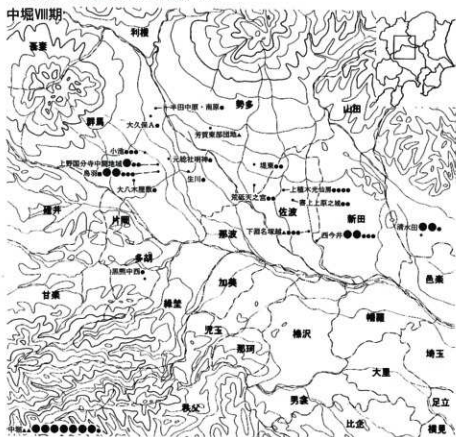 中堀Ⅷ期
利根
吾妻
勢多
山田
半田中原・南原●
群馬
大久保A●
芳賀東部団地▲
小池●●●
元総社明神●
上野国分寺中間地域●●●
堤東●●
鳥羽●●●●●
生川●
荒砥天之宮●●
上植木光仙房●●●●
大八木屋敷●
佐波
書上上原之城●●
新田
清水田●●●
碓井
片岡
那波
下淵名塚越▲●●●
西今井●●●●●
多胡
邑楽
黒熊中西●
加美
甘楽
緑埜
幡羅
児玉
榛沢
埼玉
那珂
大里
男衾
足立
秩父
比企
横見
中堀▲▲●●●●●●●●